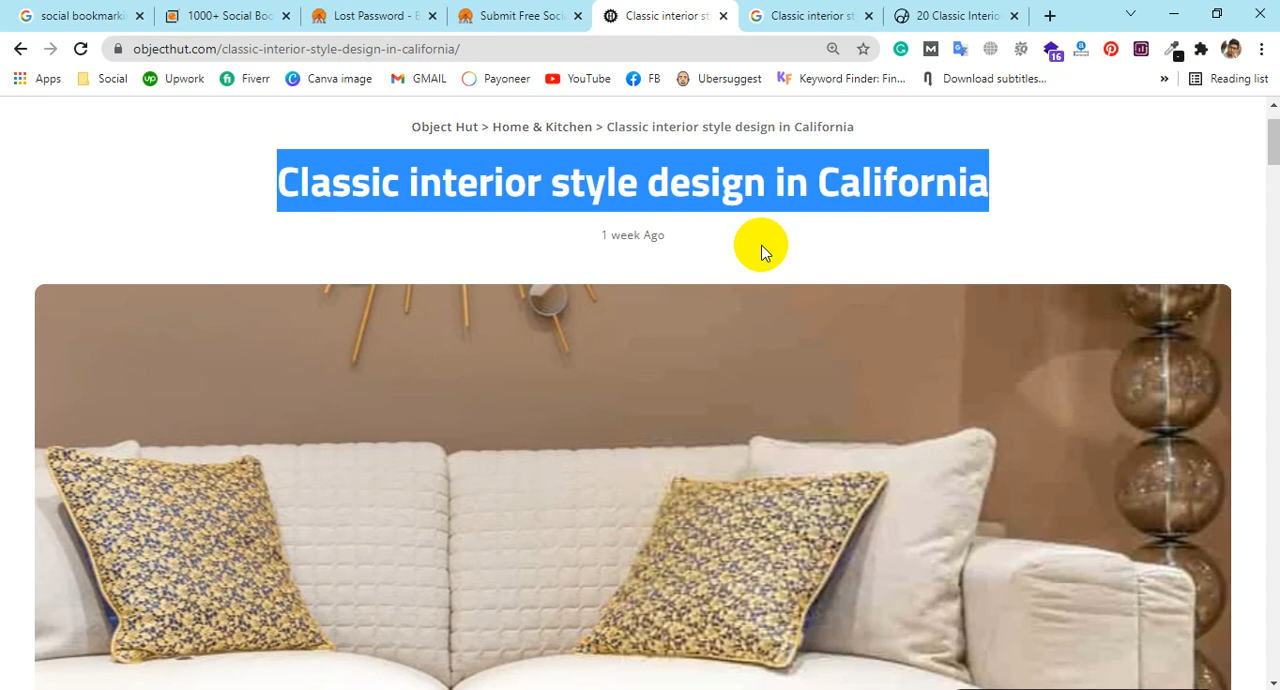 social bookmarki
1000+ Social Boo
Lost Password - E
Submit Free Soci
Classic interior st
Classic interior st
20 Classic Interio
objecthut.com/classic-interior-style-design-in-california/
16
Apps
Social
Upwork
Fiverr
Canva image
GMAIL
Payoneer
YouTube
FB
Ubersuggest
Keyword Finder: Fin...
Download subtitles...
»
Reading list
Object Hut > Home & Kitchen > Classic interior style design in California
Classic interior style design in California
1 week Ago